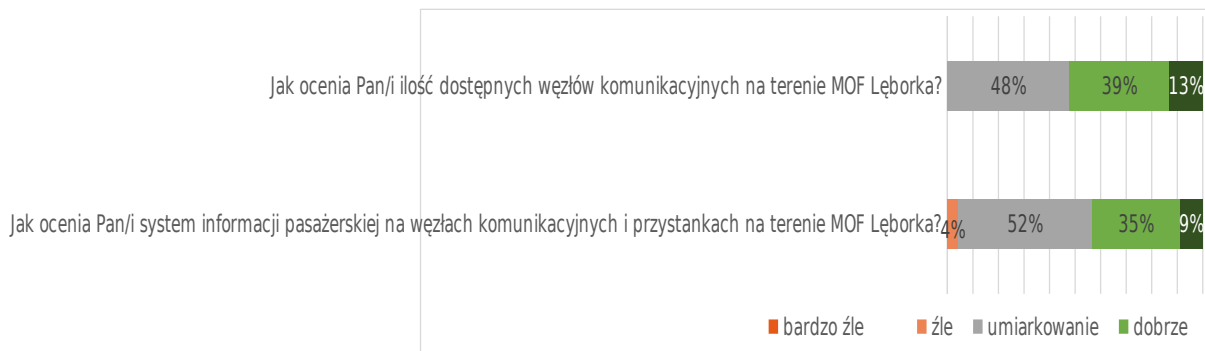 Jak ocenia Pan/i ilość dostępnych węzłów komunikacyjnych na terenie MOF Lęborka? 48% 39% 13%
Jak ocenia Pan/i system informacji pasażerskiej na węzłach komunikacyjnych i przystankach na terenie MOF Lęborka? 4% 52% 35% 9%
bardzo źle źle umiarkowanie dobrze